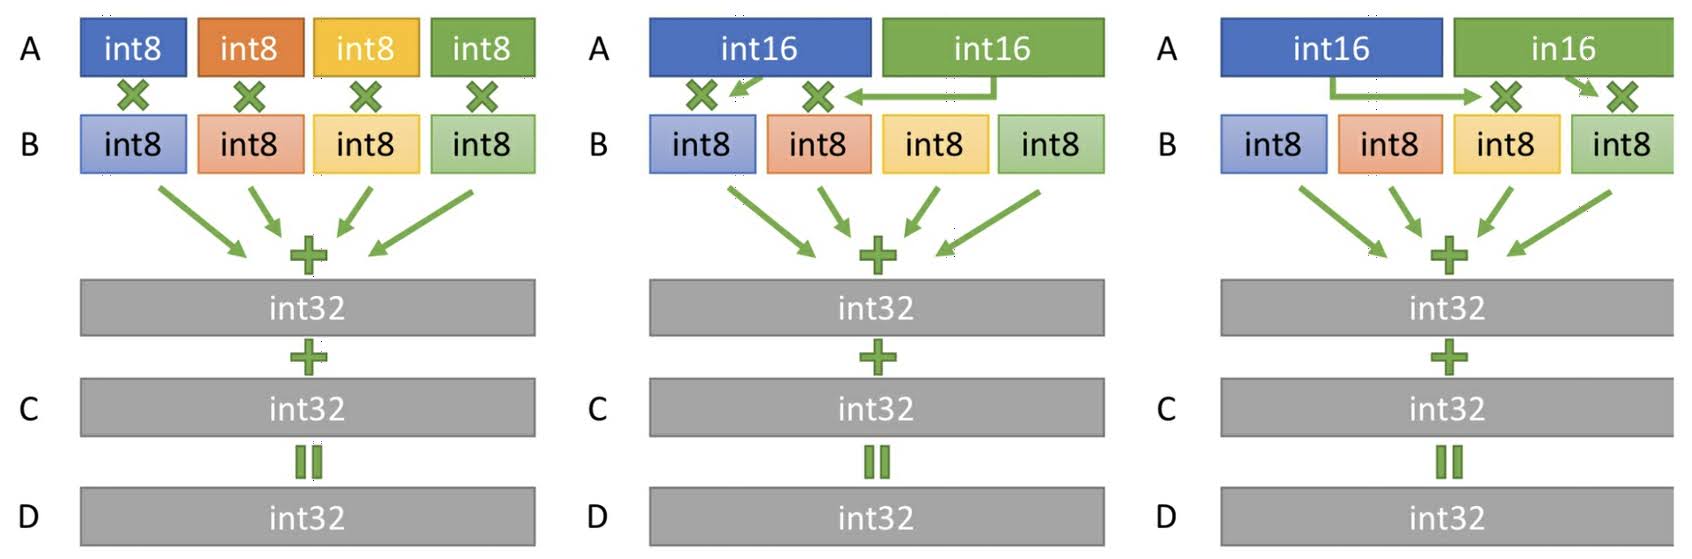 A int8 int8 int8 int8 A int16 int16 A int16 in16
B int8 int8 int8 int8 B int8 int8 int8 int8 B int8 int8 int8 int8
int32 int32 int32
C int32 C int32 C int32
D int32 D int32 D int32